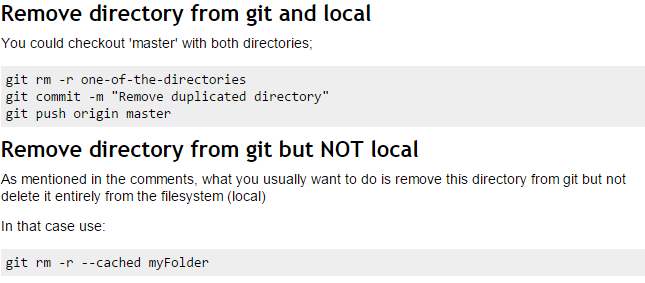 Remove directory from git and local
You could checkout 'master' with both directories;
git rm -r one-of-the-directories
git commit -m "Remove duplicated directory"
git push origin master
Remove directory from git but NOT local
As mentioned in the comments, what you usually want to do is remove this directory from git but not
delete it entirely from the filesystem (local)
In that case use:
git rm -r --cached myFolder